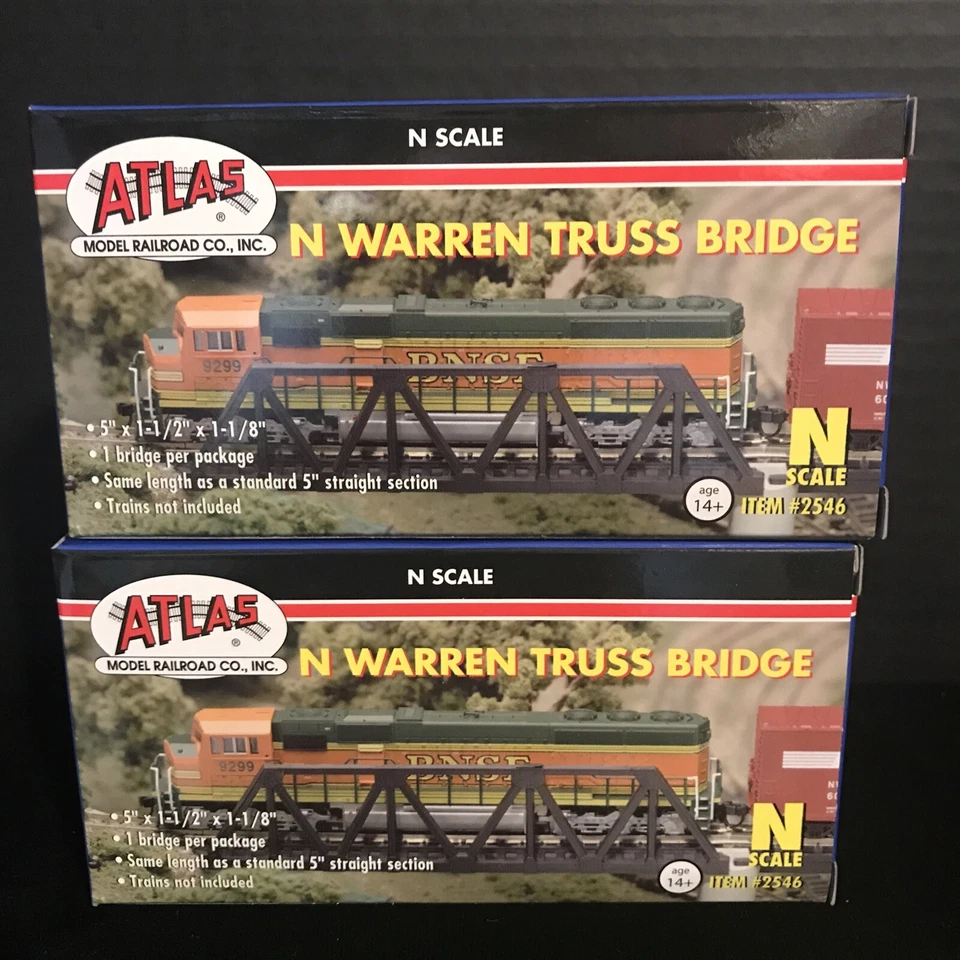 N SCALE
ATLAS ®
MODEL RAILROAD CO., INC.
N WARREN TRUSS BRIDGE
9299
BNSF
• 5" x 1-1/2" x 1-1/8"
• 1 bridge per package
• Same length as a standard 5" straight section
• Trains not included
age
14+
N
SCALE
ITEM #2546
N SCALE
ATLAS ®
MODEL RAILROAD CO., INC.
N WARREN TRUSS BRIDGE
9299
BNSF
• 5" x 1-1/2" x 1-1/8"
• 1 bridge per package
• Same length as a standard 5" straight section
• Trains not included
age
14+
N
SCALE
ITEM #2546